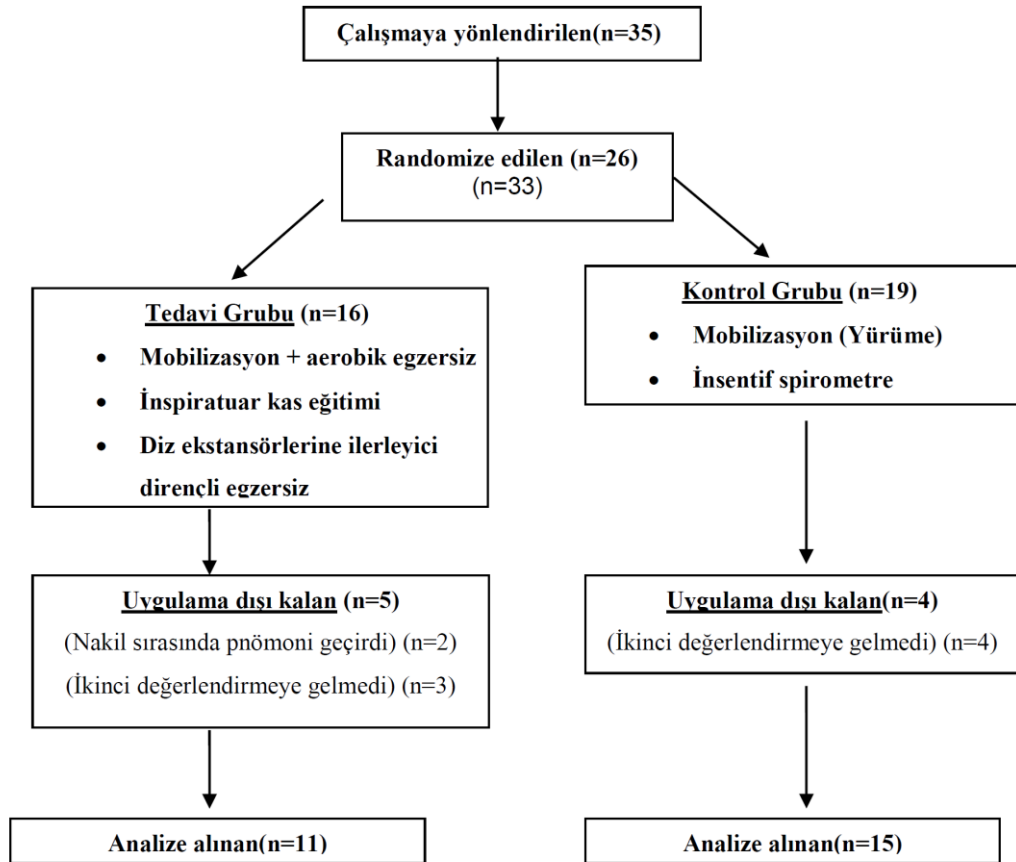 Çalışmaya yönlendirilen(n=35)
Randomize edilen (n=26)
(n=33)
Tedavi Grubu (n=16)
• Mobilizasyon + aerobik egzersiz
• İnspiratuar kas eğitimi
• Diz ekstansörlerine ilerleyici
dirençli egzersiz
Kontrol Grubu (n=19)
• Mobilizasyon (Yürüme)
• İnsentif spirometre
Uygulama dışı kalan (n=5)
(Nakil sırasında pnömoni geçirdi) (n=2)
(İkinci değerlendirmeye gelmedi) (n=3)
Uygulama dışı kalan(n=4)
(İkinci değerlendirmeye gelmedi) (n=4)
Analize alınan(n=11)
Analize alınan(n=15)